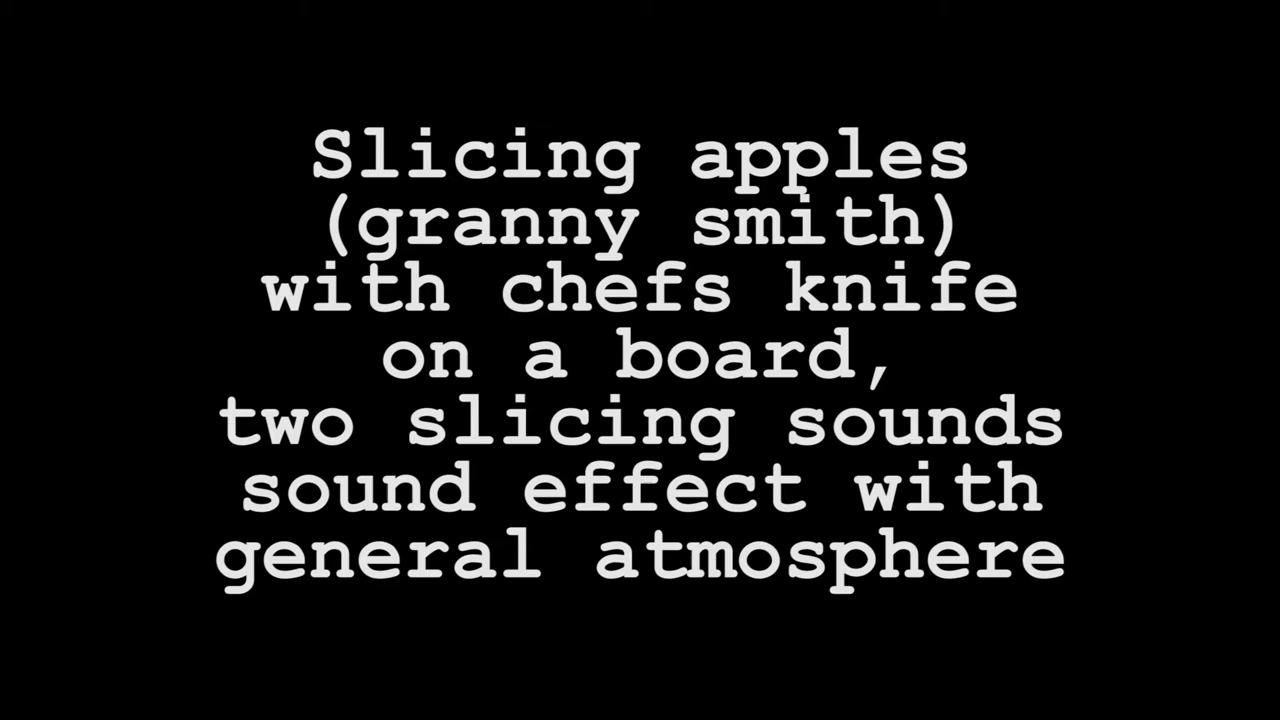 Slicing apples
(granny smith)
with chefs knife
on a board,
two slicing sounds
sound effect with
general atmosphere